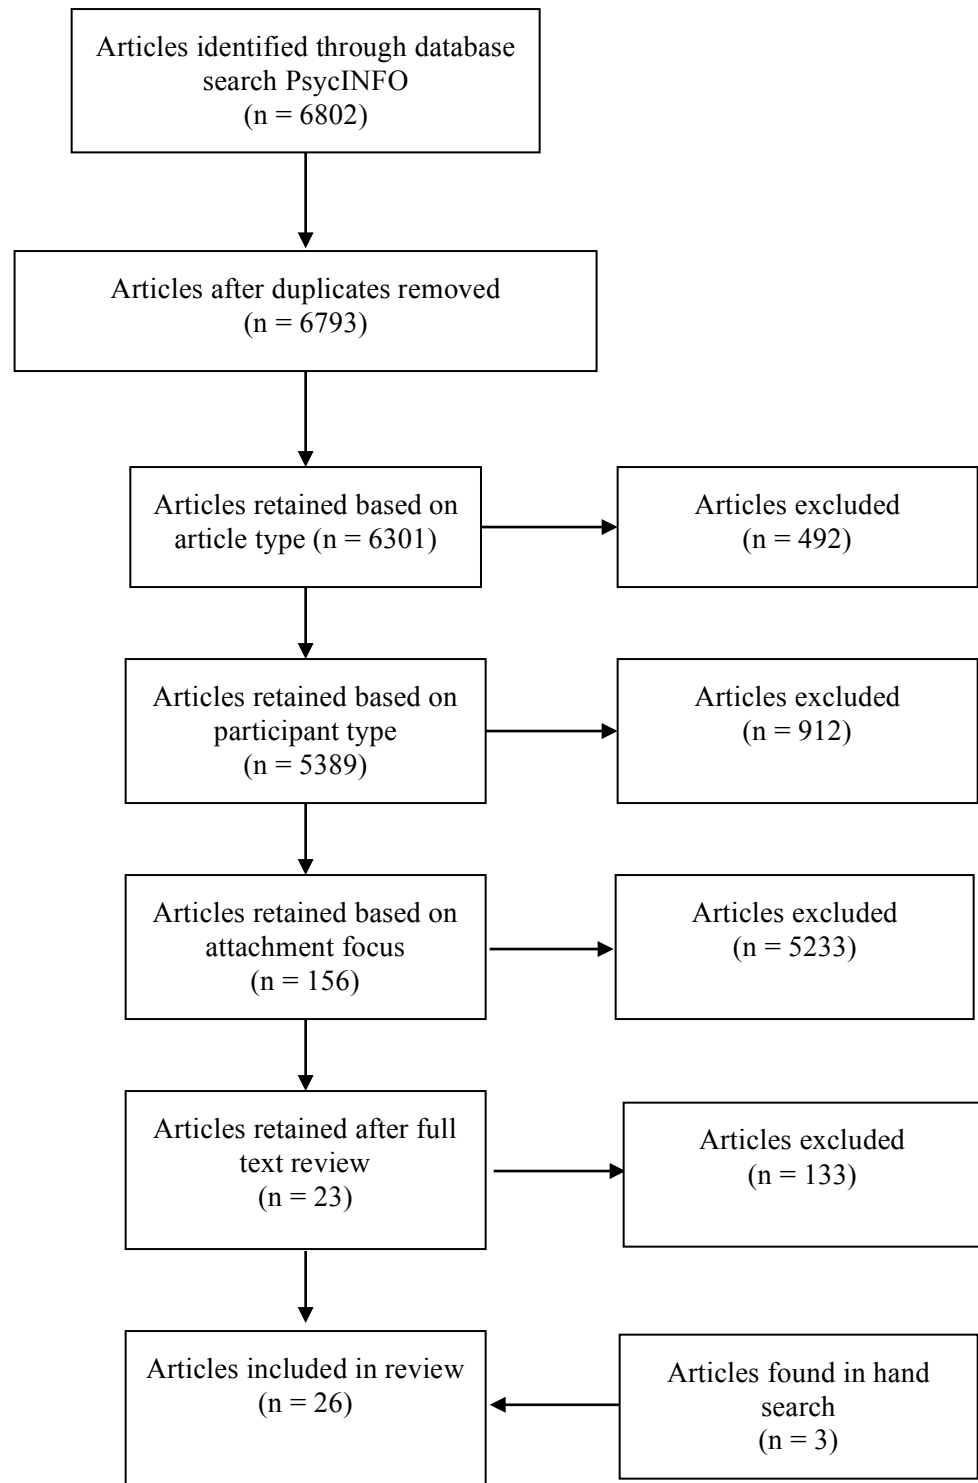 Articles identified through database
search PsycINFO
(n = 6802)
Articles after duplicates removed
(n = 6793)
Articles retained based on
article type (n = 6301)
Articles excluded
(n = 492)
Articles retained based on
participant type
(n = 5389)
Articles excluded
(n = 912)
Articles retained based on
attachment focus
(n = 156)
Articles excluded
(n = 5233)
Articles retained after full
text review
(n = 23)
Articles excluded
(n = 133)
Articles included in review
(n = 26)
Articles found in hand
search
(n = 3)